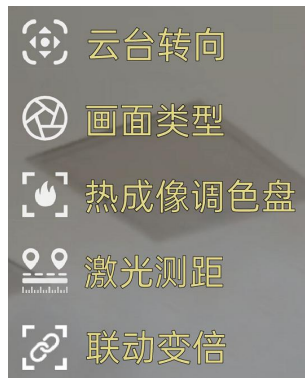 云台转向
画面类型
热成像调色盘
激光测距
联动变倍